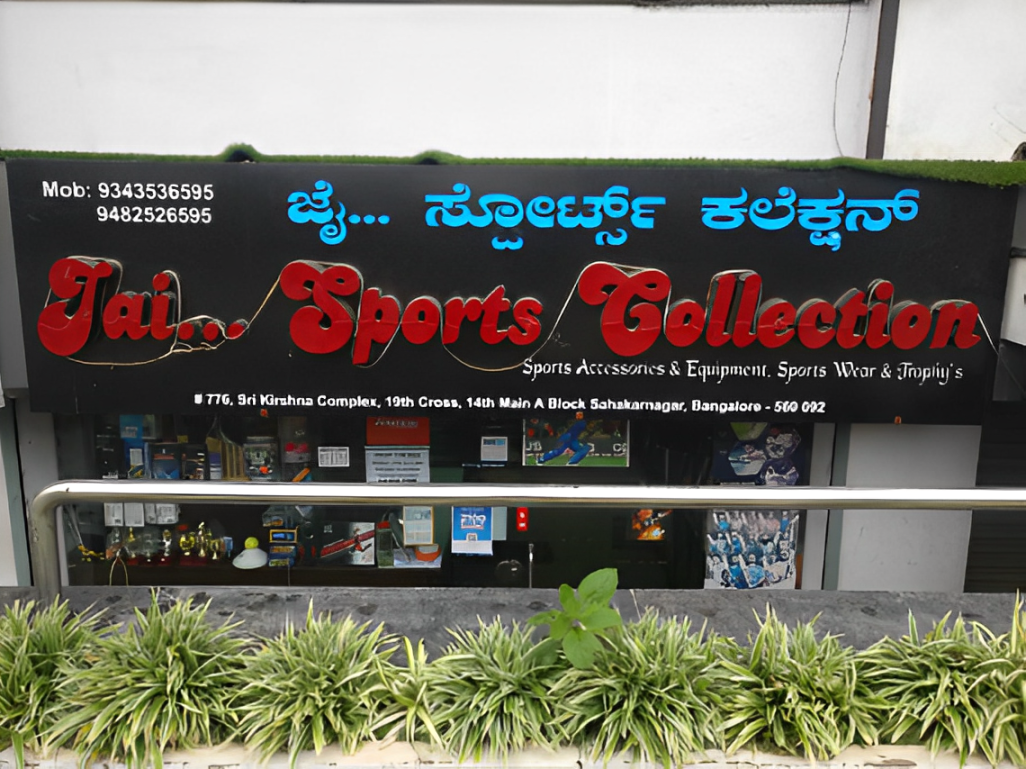 Mob: 9343536595
9482526595
ಜೈ... ಸ್ಪೋರ್ಟ್ಸ್ ಕಲೆಕ್ಷನ್
Jai... Sports Collection
Sports Accessories & Equipment. Sports Wear & Trophy's
# 776, Sri Kirshna Complex, 19th Cross, 14th Main A Block Sahakarnagar, Bangalore - 560 092